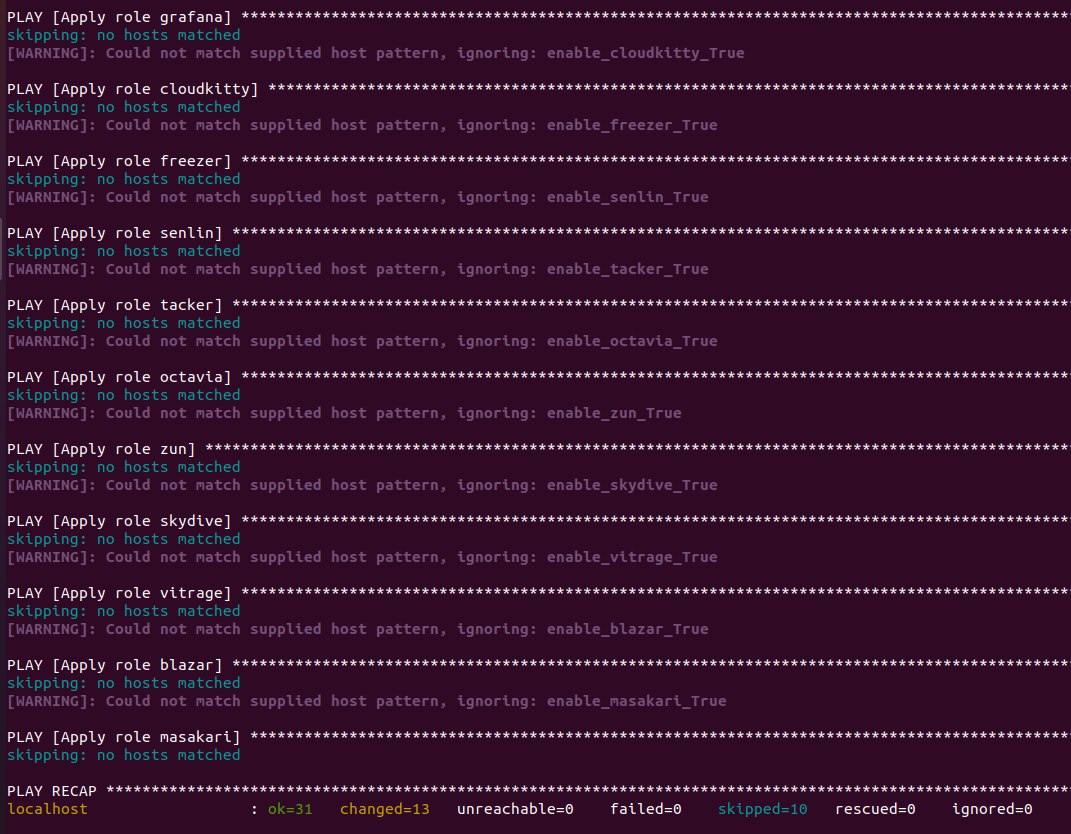 PLAY [Apply role grafana] ********************************************************************************************
skipping: no hosts matched
[WARNING]: Could not match supplied host pattern, ignoring: enable_cloudkitty_True
PLAY [Apply role cloudkitty] *****************************************************************************************
skipping: no hosts matched
[WARNING]: Could not match supplied host pattern, ignoring: enable_freezer_True
PLAY [Apply role freezer] ********************************************************************************************
skipping: no hosts matched
[WARNING]: Could not match supplied host pattern, ignoring: enable_senlin_True
PLAY [Apply role senlin] *********************************************************************************************
skipping: no hosts matched
[WARNING]: Could not match supplied host pattern, ignoring: enable_tacker_True
PLAY [Apply role tacker] *********************************************************************************************
skipping: no hosts matched
[WARNING]: Could not match supplied host pattern, ignoring: enable_octavia_True
PLAY [Apply role octavia] ********************************************************************************************
skipping: no hosts matched
[WARNING]: Could not match supplied host pattern, ignoring: enable_zun_True
PLAY [Apply role zun] ************************************************************************************************
skipping: no hosts matched
[WARNING]: Could not match supplied host pattern, ignoring: enable_skydive_True
PLAY [Apply role skydive] ********************************************************************************************
skipping: no hosts matched
[WARNING]: Could not match supplied host pattern, ignoring: enable_vitrage_True
PLAY [Apply role vitrage] ********************************************************************************************
skipping: no hosts matched
[WARNING]: Could not match supplied host pattern, ignoring: enable_blazar_True
PLAY [Apply role blazar] *********************************************************************************************
skipping: no hosts matched
[WARNING]: Could not match supplied host pattern, ignoring: enable_masakari_True
PLAY [Apply role masakari] *******************************************************************************************
skipping: no hosts matched
PLAY RECAP ***********************************************************************************************************
localhost                  : ok=31   changed=13   unreachable=0    failed=0    skipped=10   rescued=0    ignored=0